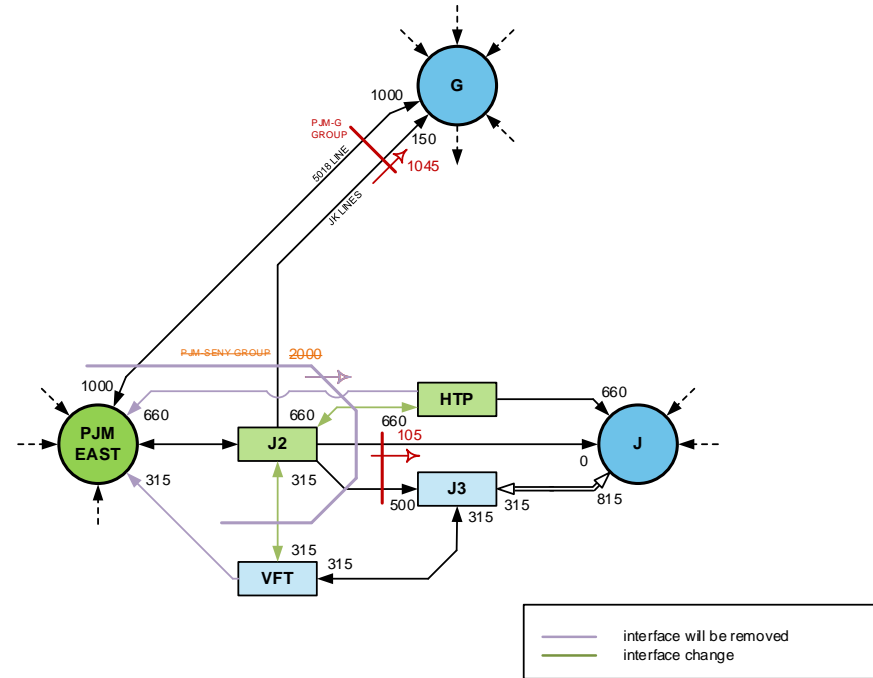 G
1000
PJM-G
GROUP
150
1045
5018 LINE
JK LINES
PJM-SENY GROUP 2000
1000
660
HTP
660
660
660
105
PJM
EAST
J2
J
0
315
315
J3
500
315
315
815
315
315
VFT
interface will be removed
interface change